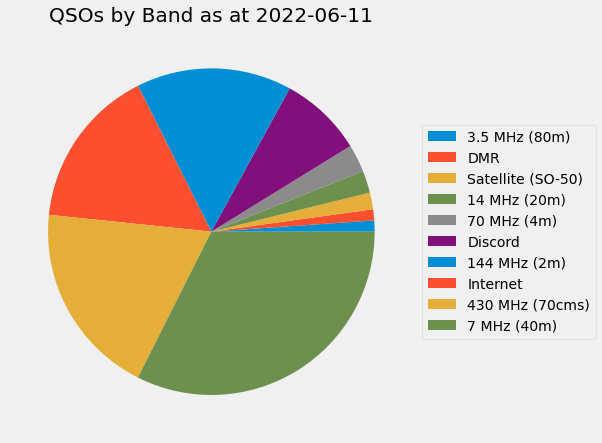 QSOs by Band as at 2022-06-11
3.5 MHz (80m)
DMR
Satellite (SO-50)
14 MHz (20m)
70 MHz (4m)
Discord
144 MHz (2m)
Internet
430 MHz (70cms)
7 MHz (40m)